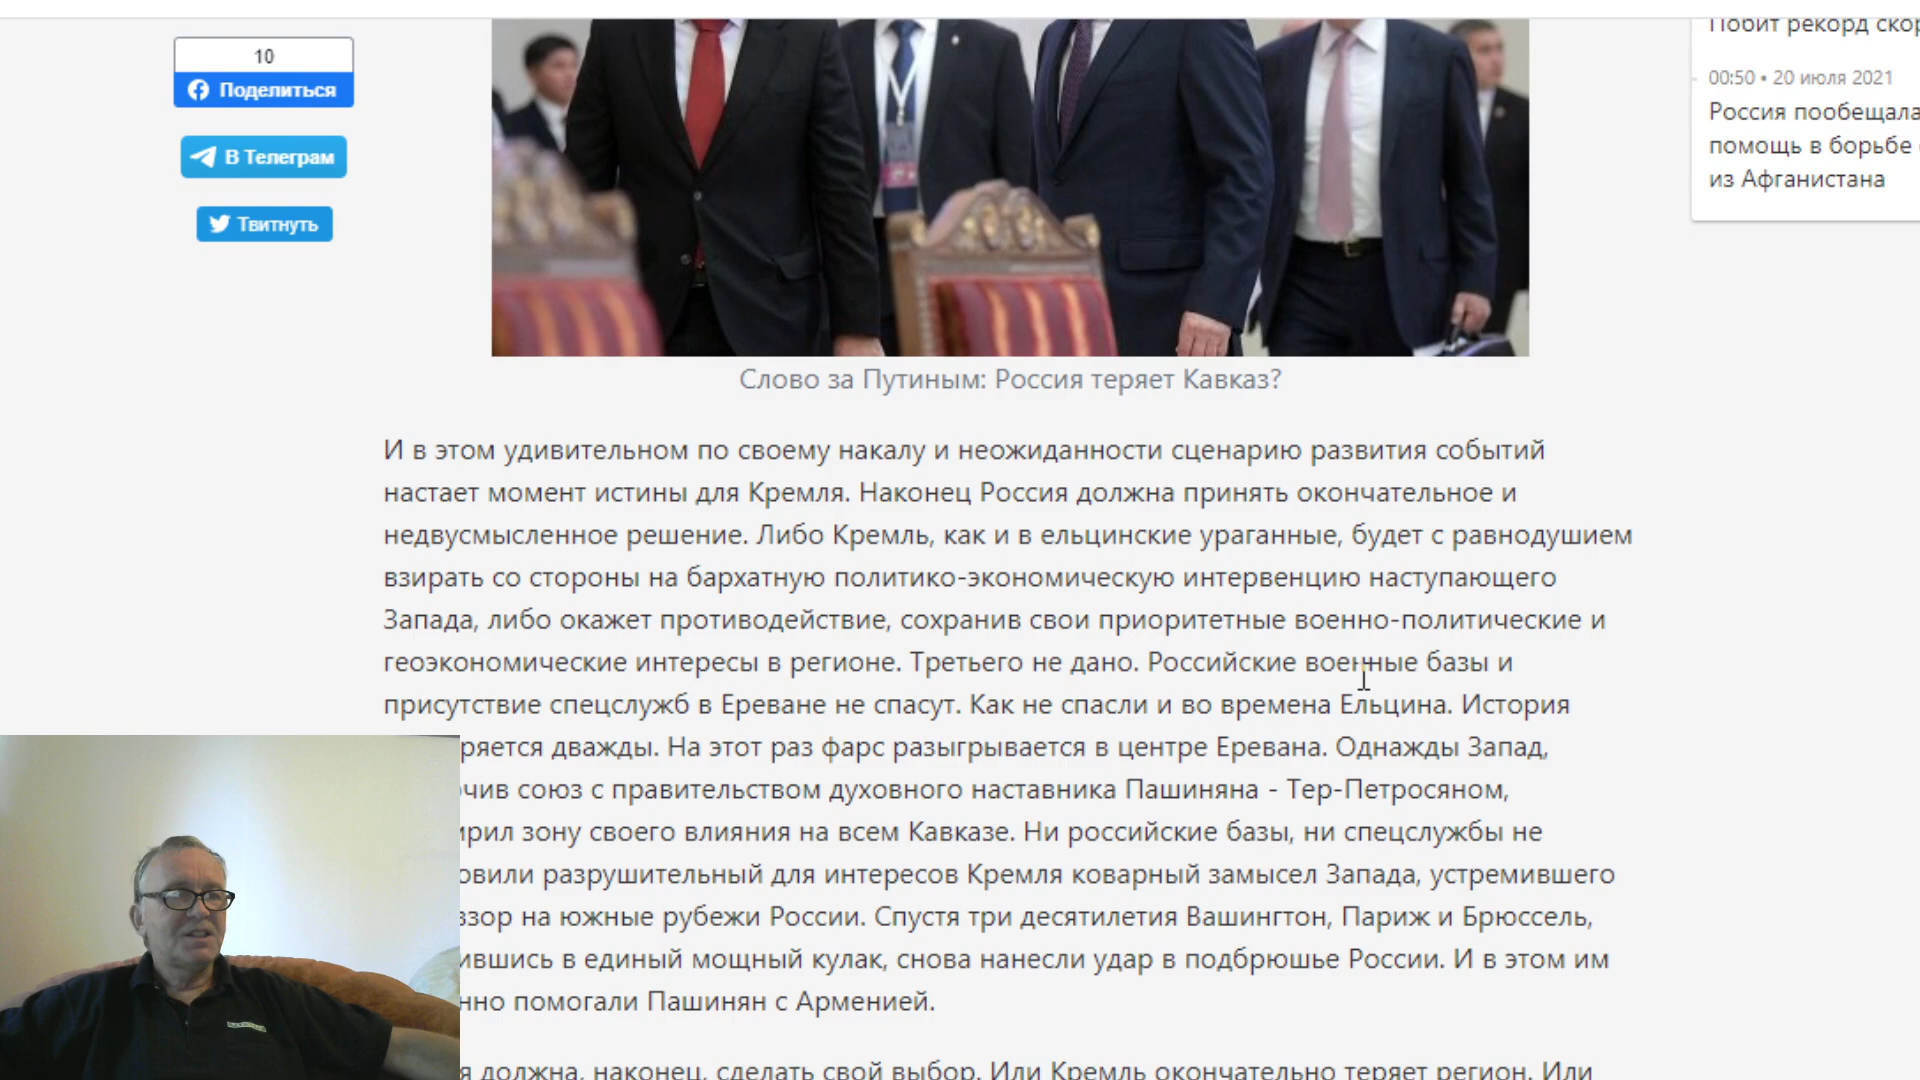 10
Поделиться
В Телеграм
Твитнуть
Побит рекорд
00:50 • 20 июля 2021
Россия пообещала
помощь в борьбе
из Афганистана
Слово за Путиным: Россия теряет Кавказ?
И в этом удивительном по своему накалу и неожиданности сценарию развития событий
настает момент истины для Кремля. Наконец Россия должна принять окончательное и
недвусмысленное решение. Либо Кремль, как и в ельцинские ураганные, будет с равнодушием
взирать со стороны на бархатную политико-экономическую интервенцию наступающего
Запада, либо окажет противодействие, сохранив свои приоритетные военно-политические и
геоэкономические интересы в регионе. Третьего не дано. Российские военные базы и
присутствие спецслужб в Ереване не спасут. Как не спасли и во времена Ельцина. История
ряется дважды. На этот раз фарс разыгрывается в центре Еревана. Однажды Запад,
чив союз с правительством духовного наставника Пашиняна - Тер-Петросяном,
ирил зону своего влияния на всем Кавказе. Ни российские базы, ни спецслужбы не
овили разрушительный для интересов Кремля коварный замысел Запада, устремившего
взор на южные рубежи России. Спустя три десятилетия Вашингтон, Париж и Брюссель,
ившись в единый мощный кулак, снова нанесли удар в подбрюшье России. И в этом им
нно помогали Пашинян с Арменией.
я должна, наконец, сделать свой выбор. Или Кремль окончательно теряет регион. Или